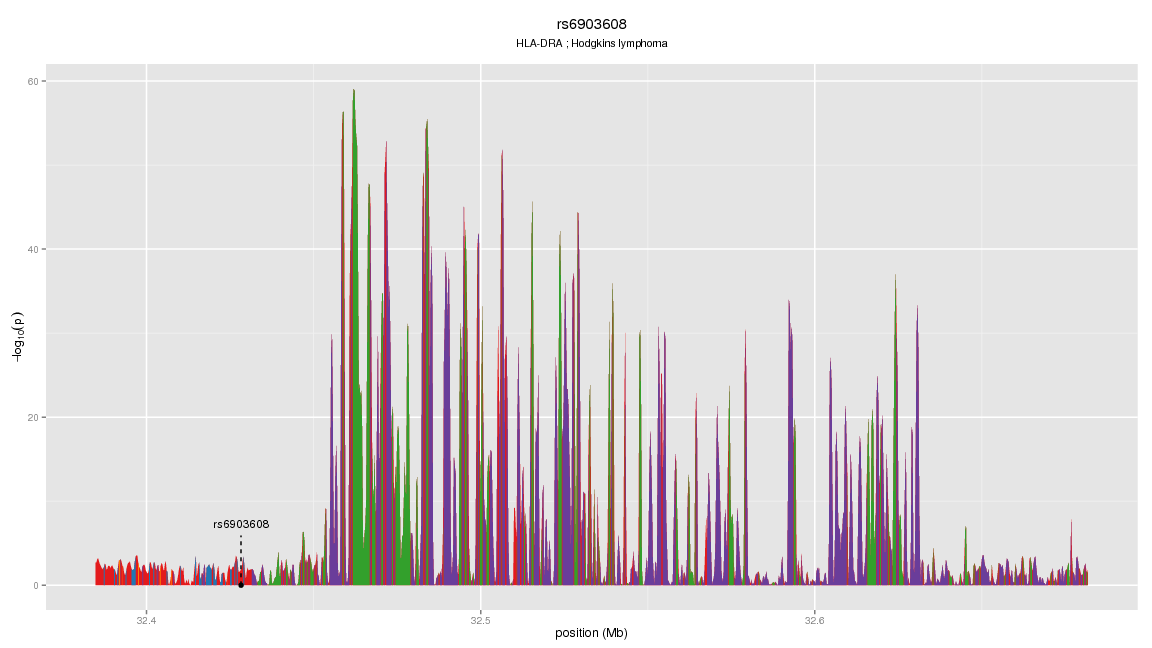 rs6903608
HLA-DRA ; Hodgkins lymphoma
60
40
20
0
−log10(p)
rs6903608
32.4
32.5
32.6
position (Mb)